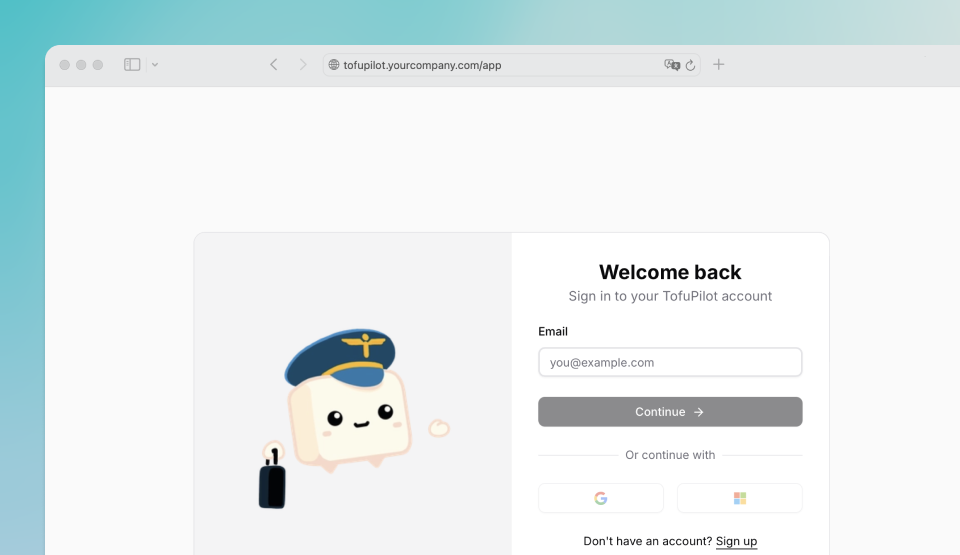 tofupilot.yourcompany.com/app
Welcome back
Sign in to your TofuPilot account
Email
you@example.com
Continue →
Or continue with
Don't have an account? Sign up